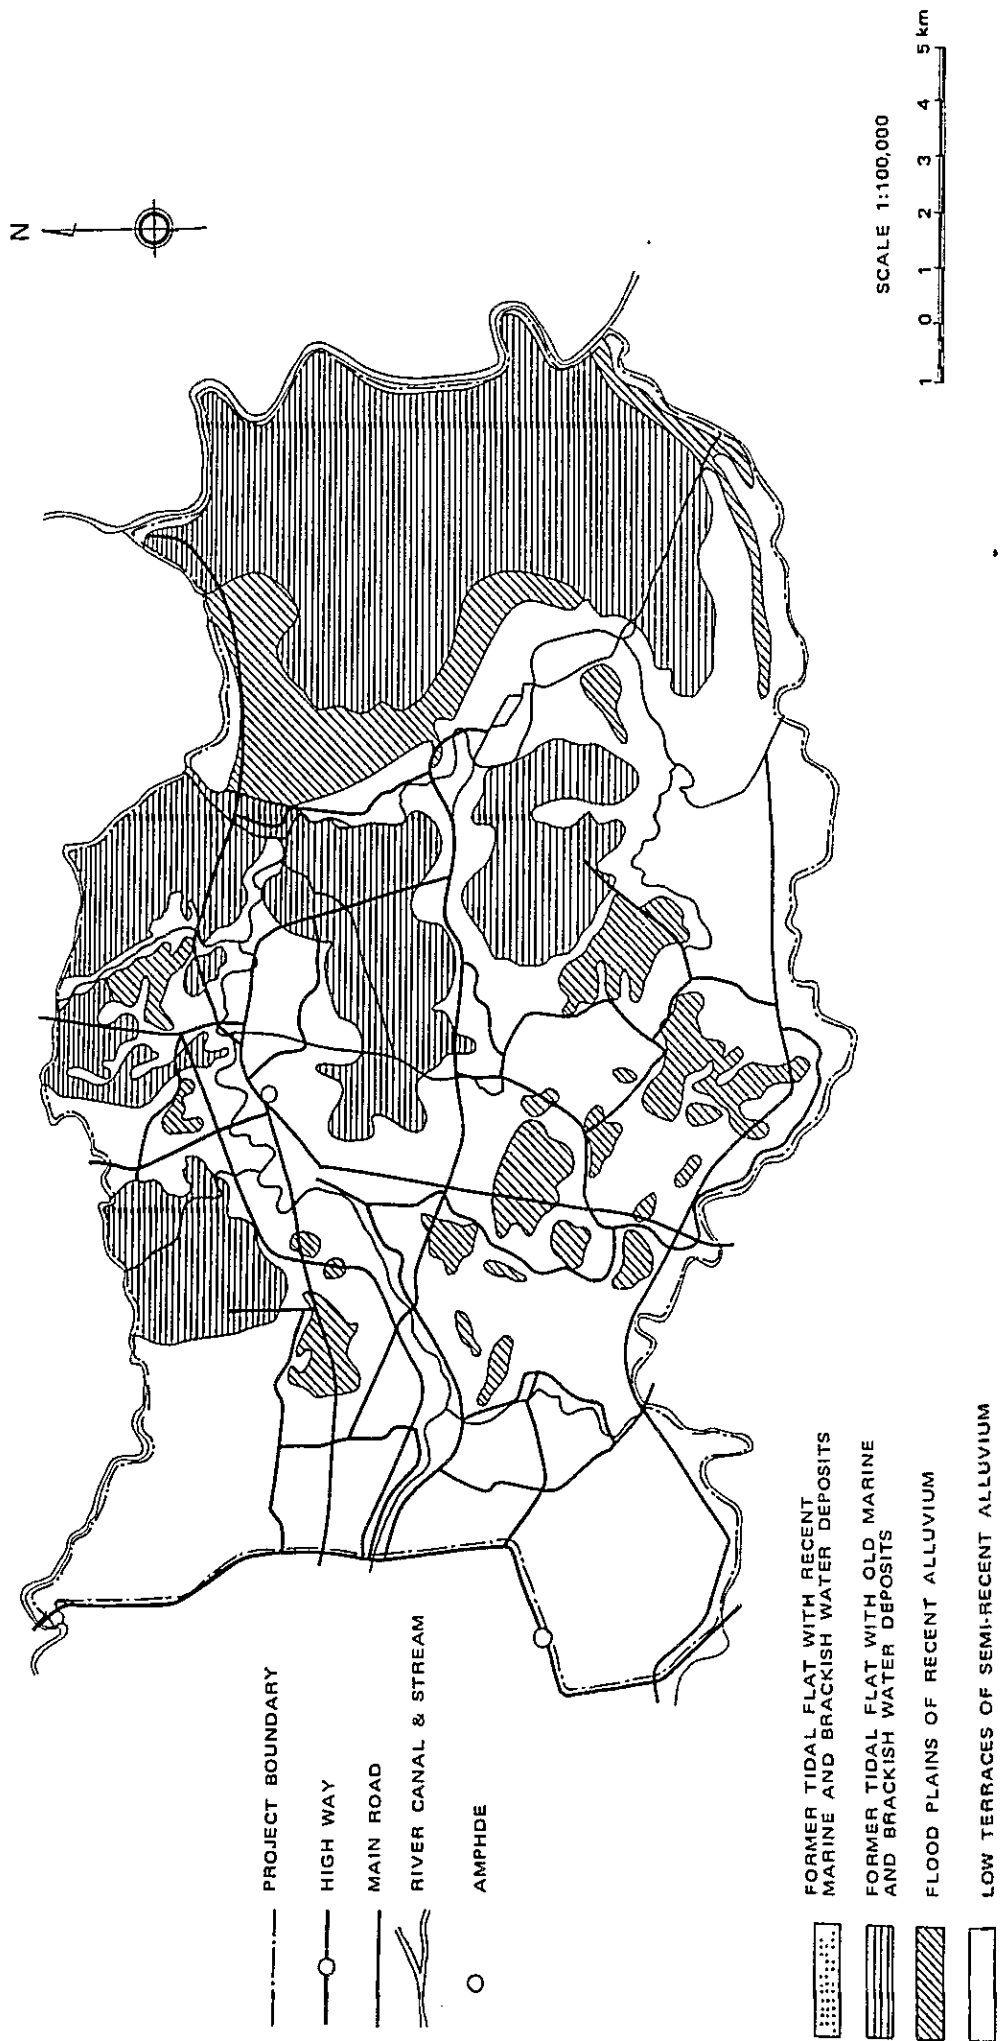 N
SCALE 1:100,000
1 0 1 2 3 4 5 km
PROJECT BOUNDARY
HIGH WAY
MAIN ROAD
RIVER CANAL & STREAM
AMPHDE
FORMER TIDAL FLAT WITH RECENT
MARINE AND BRACKISH WATER DEPOSITS
FORMER TIDAL FLAT WITH OLD MARINE
AND BRACKISH WATER DEPOSITS
FLOOD PLAINS OF RECENT ALLUVIUM
LOW TERRACES OF SEMI-RECENT ALLUVIUM